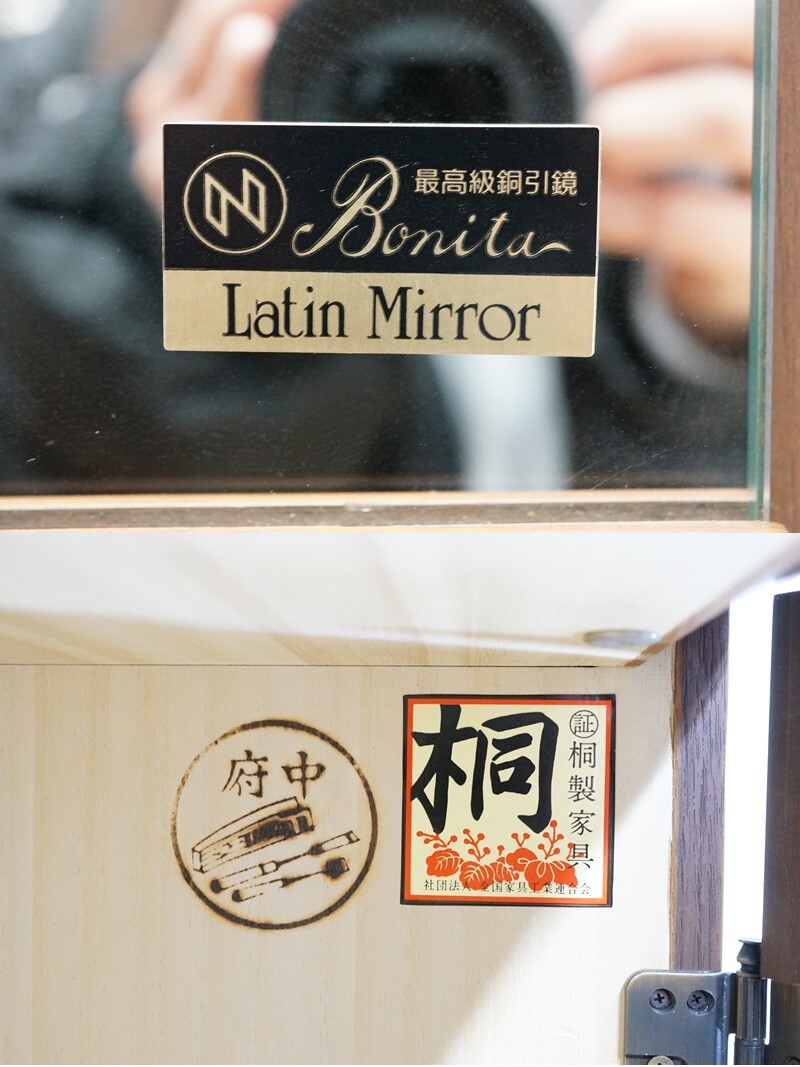 最高級銅引鏡
Bonita
Latin Mirror
府中
桐
証
桐製家具
社団法人 全国家具工業連合会